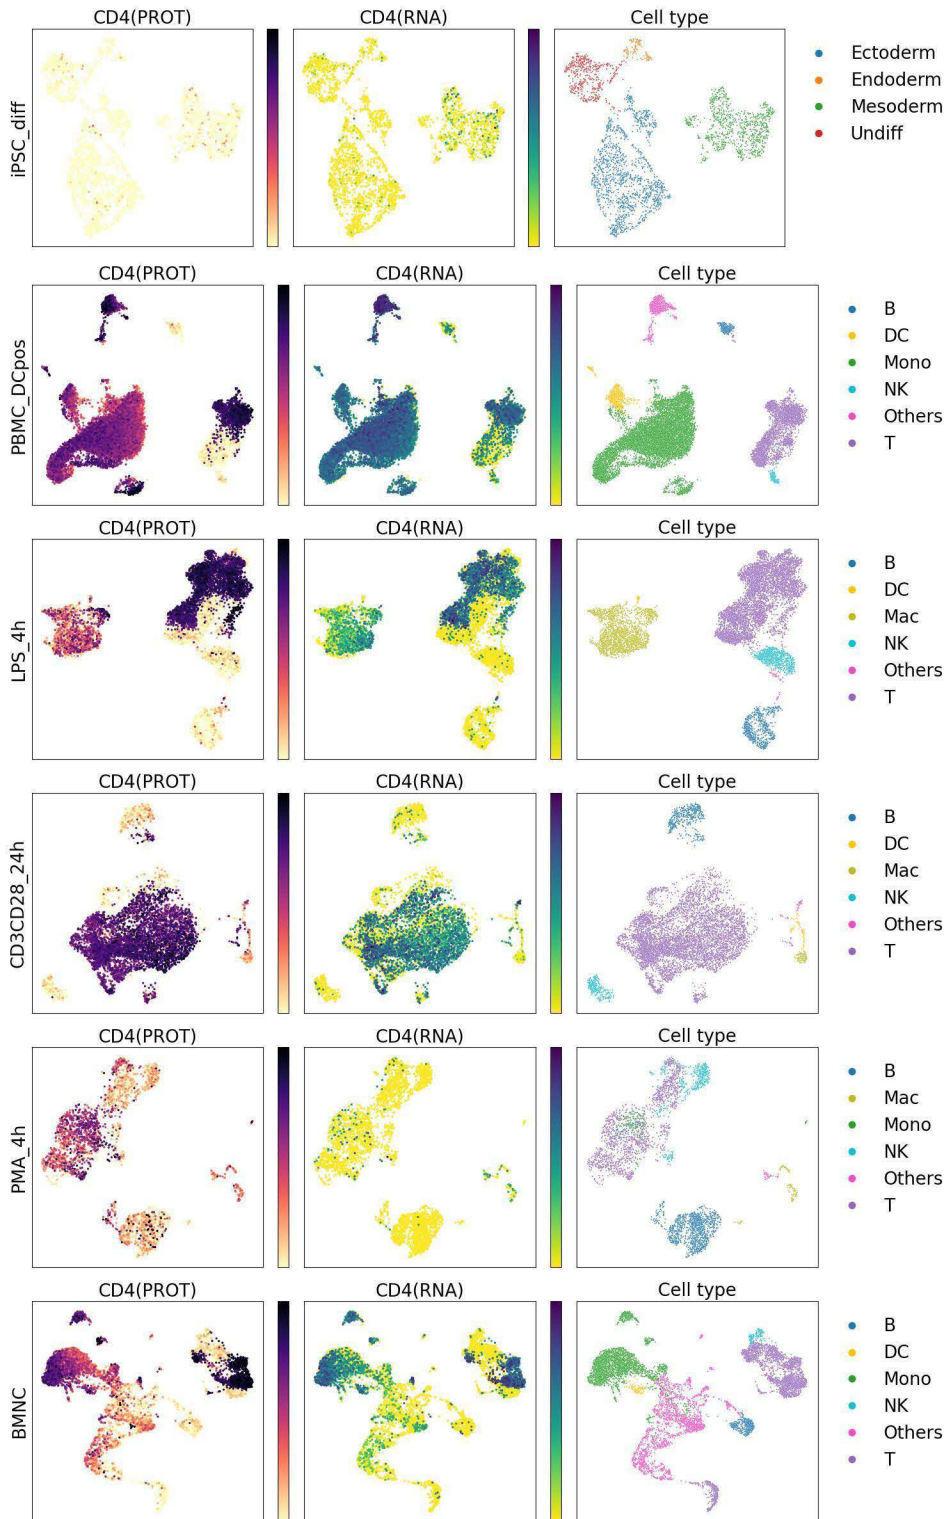 CD4(PROT) CD4(RNA) Cell type
iPSC_diff
Ectoderm
Endoderm
Mesoderm
Undiff
CD4(PROT) CD4(RNA) Cell type
PBMC_DCpos
B
DC
Mono
NK
Others
T
CD4(PROT) CD4(RNA) Cell type
LPS_4h
B
DC
Mac
NK
Others
T
CD4(PROT) CD4(RNA) Cell type
CD3CD28_24h
B
DC
Mac
NK
Others
T
CD4(PROT) CD4(RNA) Cell type
PMA_4h
B
Mac
Mono
NK
Others
T
CD4(PROT) CD4(RNA) Cell type
BMNC
B
DC
Mono
NK
Others
T